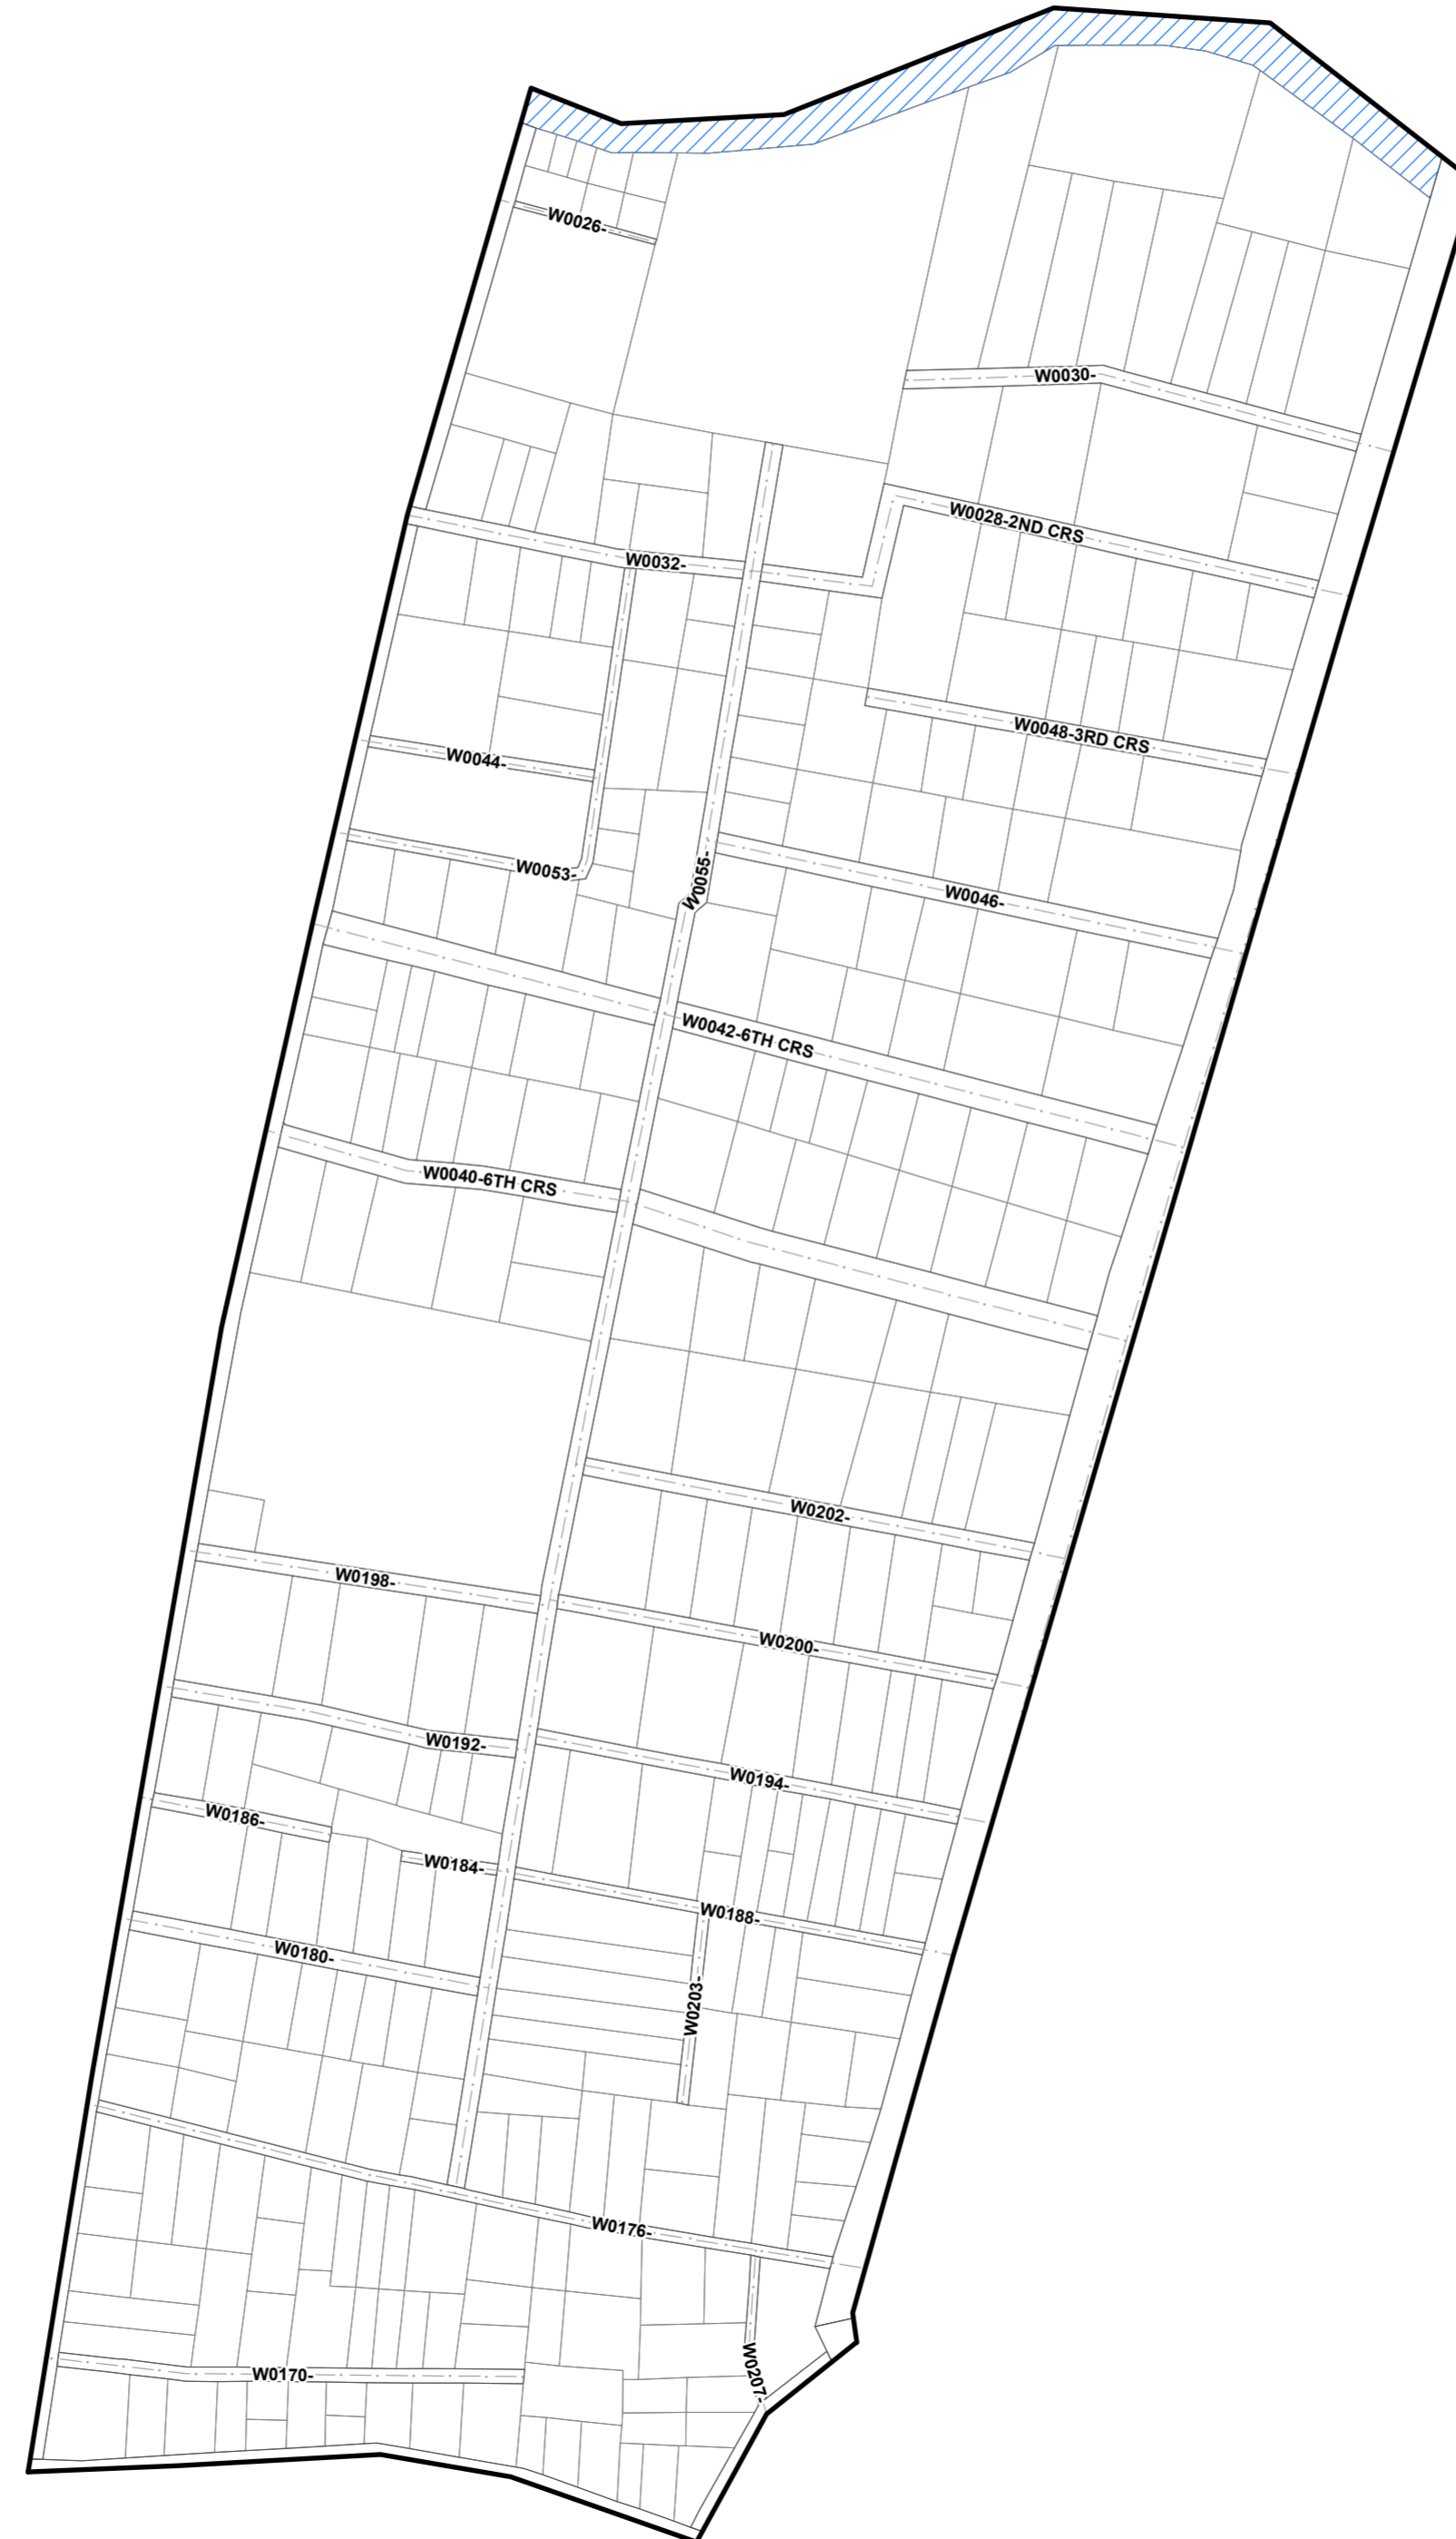 W0026-
W0030-
W0028-2ND CRS
W0032-
W0048-3RD CRS
W0044-
W0053-
W0055-
W0046-
W0042-6TH CRS
W0040-6TH CRS
W0202-
W0198-
W0200-
W0192-
W0194-
W0186-
W0184-
W0188-
W0180-
W0203-
W0176-
W0207-
W0170-